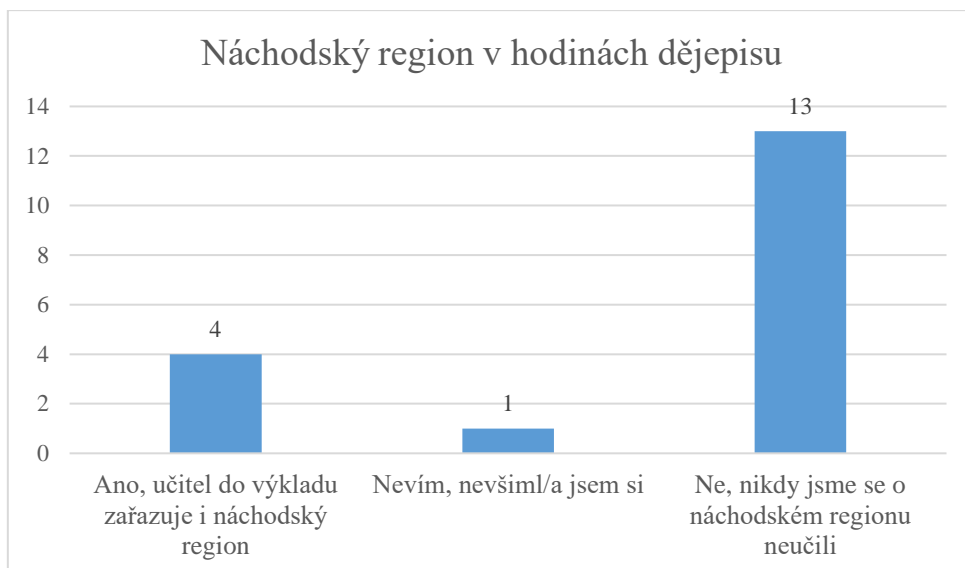 Náchodský region v hodinách dějepisu
14
12
10
8
6
4
2
0
4
1
13
Ano, učitel do výkladu
zařazuje i náchodský
region
Nevím, nevšiml/a jsem si
Ne, nikdy jsme se o
náchodském regionu
neučili